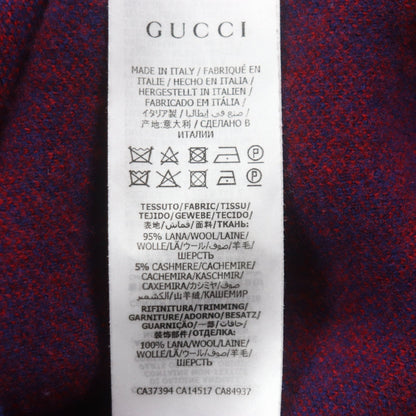 GUCCI
MADE IN ITALY / FABRIQUÉ EN
ITALIE / HECHO EN ITALIA /
HERGESTELLT IN ITALIEN /
FABRICADO EM ITÁLIA /
イタリア製 / صنع في إيطاليا /
产地:意大利 / СДЕЛАНО В
ИТАЛИИ
P
TESSUTO/FABRIC/TISSU/
TEJIDO/GEWEBE/TECIDO/
表地/قماش/面料/ТКАНЬ:
95% LANA/WOOL/LAINE/
WOLLE/LÃ/ウール/صوف/羊毛/
ШЕРСТЬ
5% CASHMERE/CACHEMIRE/
CACHEMIRA/KASCHMIR/
CAXEMIRA/カシミヤ/صوف
الكشمير/山羊绒/КАШЕМИР
RIFINITURA/TRIMMING/
GARNITURE/ADORNO/BESATZ/
GUARNIÇÃO/一部/حافات/
装饰部件/ОТДЕЛКА:
100% LANA/WOOL/LAINE/
WOLLE/LÃ/ウール/صوف/羊毛/
ШЕРСТЬ
CA37394 CA14517 CA84937